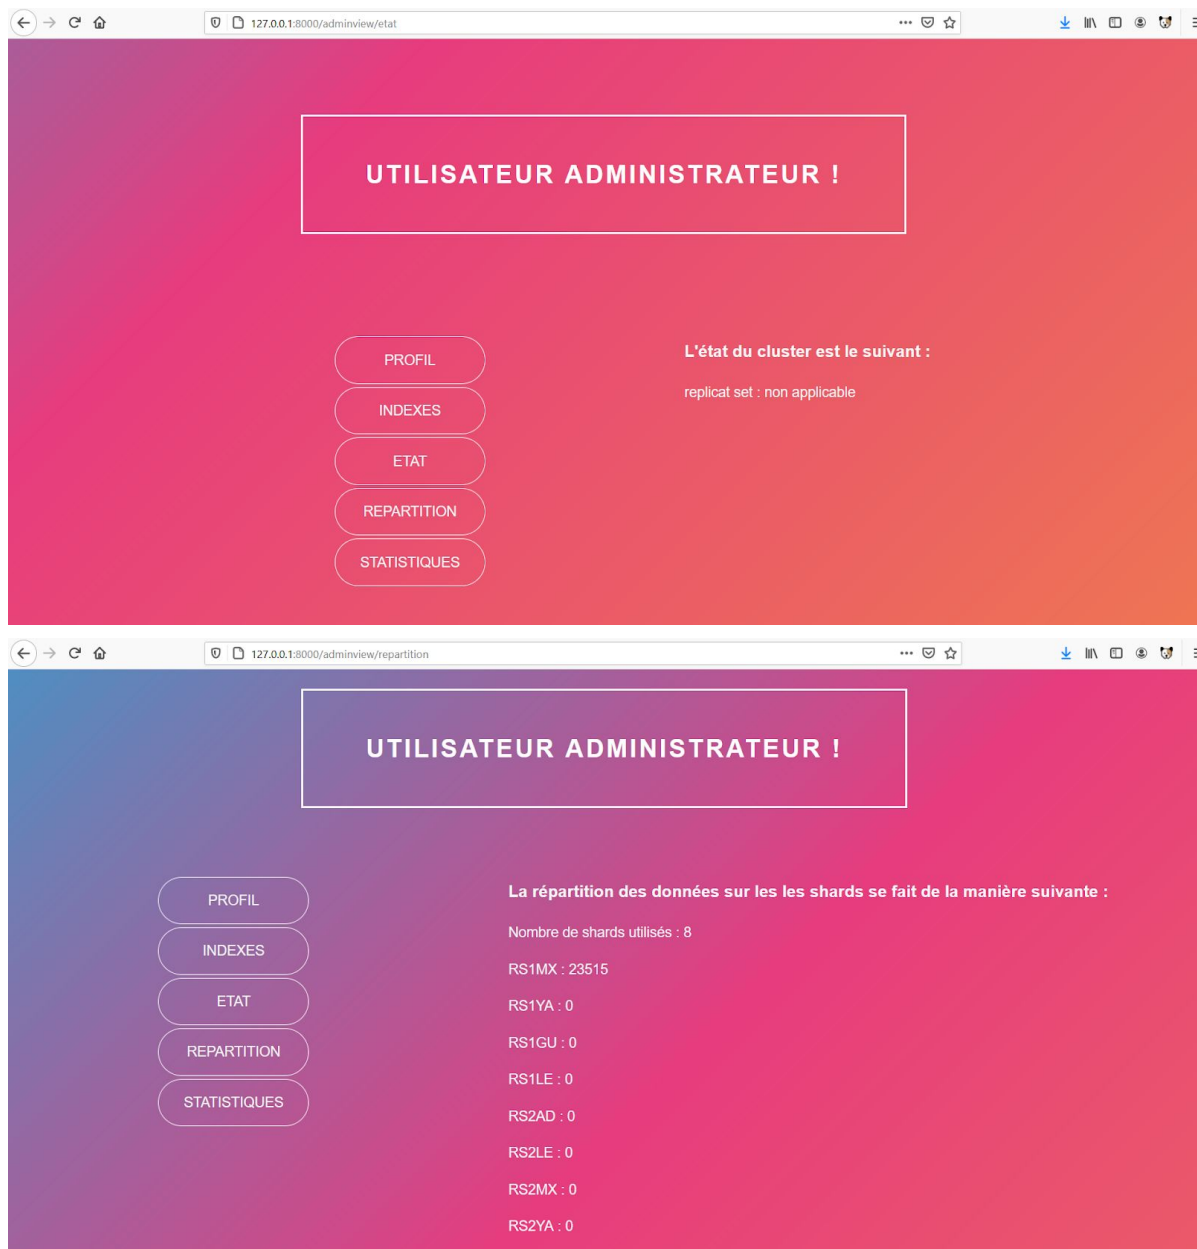 127.0.0.1:8000/adminview/etat
UTILISATEUR ADMINISTRATEUR !
PROFIL
INDEXES
ETAT
REPARTITION
STATISTIQUES
L'état du cluster est le suivant :
replicat set : non applicable
127.0.0.1:8000/adminview/repartition
UTILISATEUR ADMINISTRATEUR !
PROFIL
INDEXES
ETAT
REPARTITION
STATISTIQUES
La répartition des données sur les les shards se fait de la manière suivante :
Nombre de shards utilisés : 8
RS1MX : 23515
RS1YA : 0
RS1GU : 0
RS1LE : 0
RS2AD : 0
RS2LE : 0
RS2MX : 0
RS2YA : 0